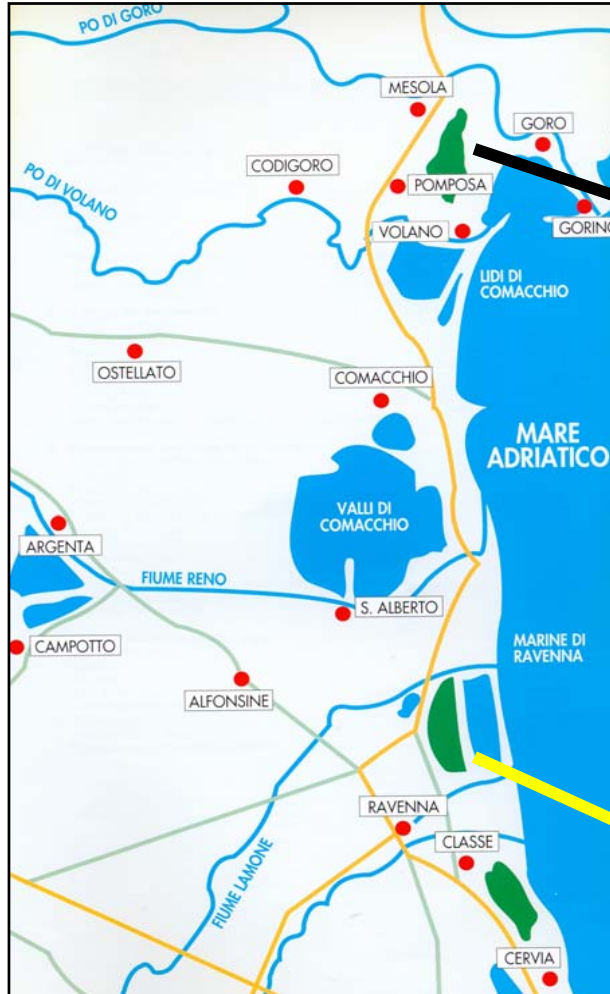 PO DI GORO
MESOLA
GORO
CODIGORO
POMPOSA
PO DI VOLANO
VOLANO
GORINO
LIDI DI
COMACCHIO
OSTELLATO
COMACCHIO
MARE
ADRIATICO
VALLI DI
COMACCHIO
ARGENTA
FIUME RENO
S. ALBERTO
CAMPOTTO
MARINE DI
RAVENNA
ALFONSINE
RAVENNA
CLASSE
FIUME LAMONE
CERVIA